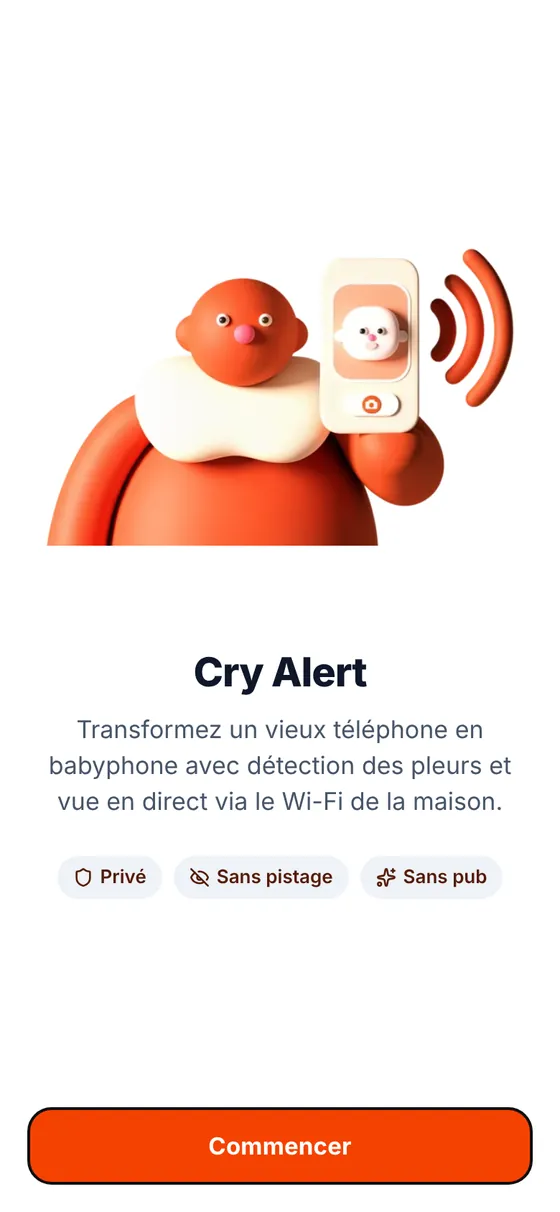 Cry Alert
Transformez un vieux téléphone en
babyphone avec détection des pleurs et
vue en direct via le Wi-Fi de la maison.
Privé
Sans pistage
Sans pub
Commencer